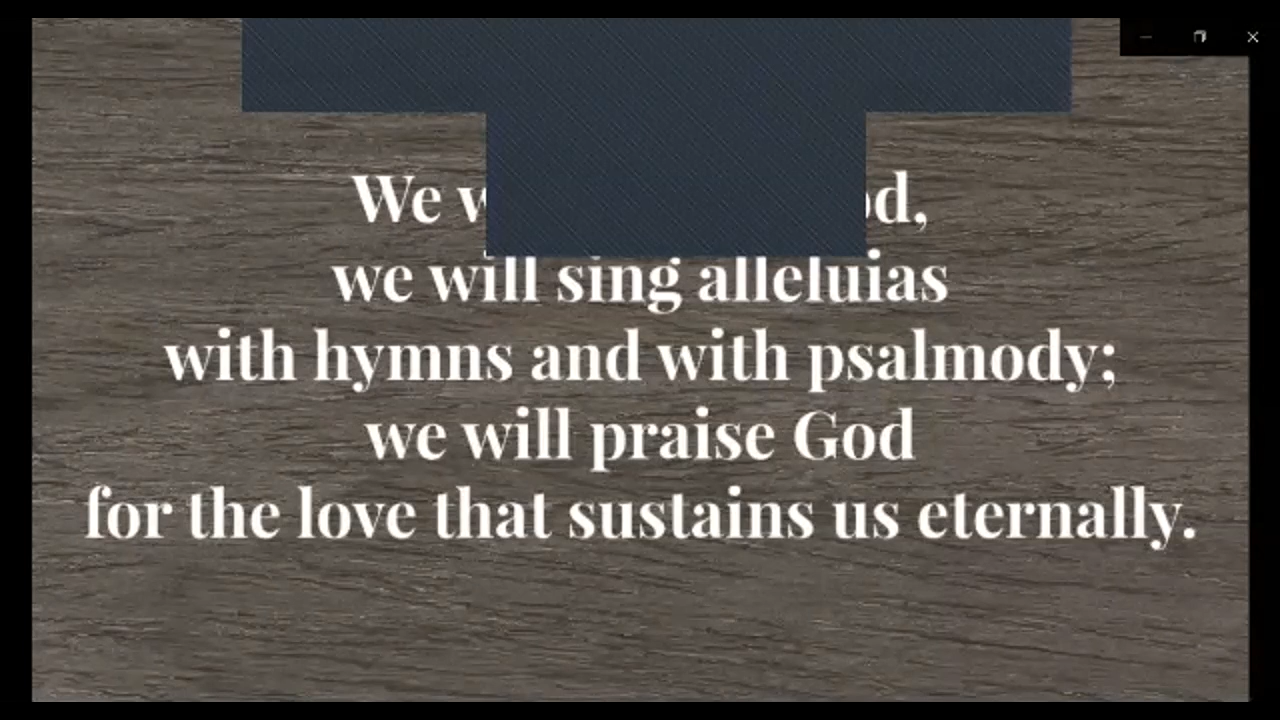 We
we will sing alleluias
with hymns and with psalmody;
we will praise God
for the love that sustains us eternally.